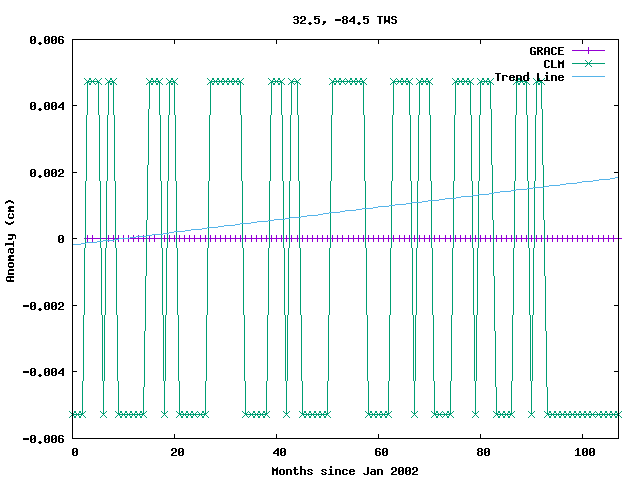 32.5, -84.5 TWS
0.006
GRACE
CLM
Trend Line
0.004
0.002
0
-0.002
-0.004
-0.006
Anomaly (cm)
0 20 40 60 80 100
Months since Jan 2002